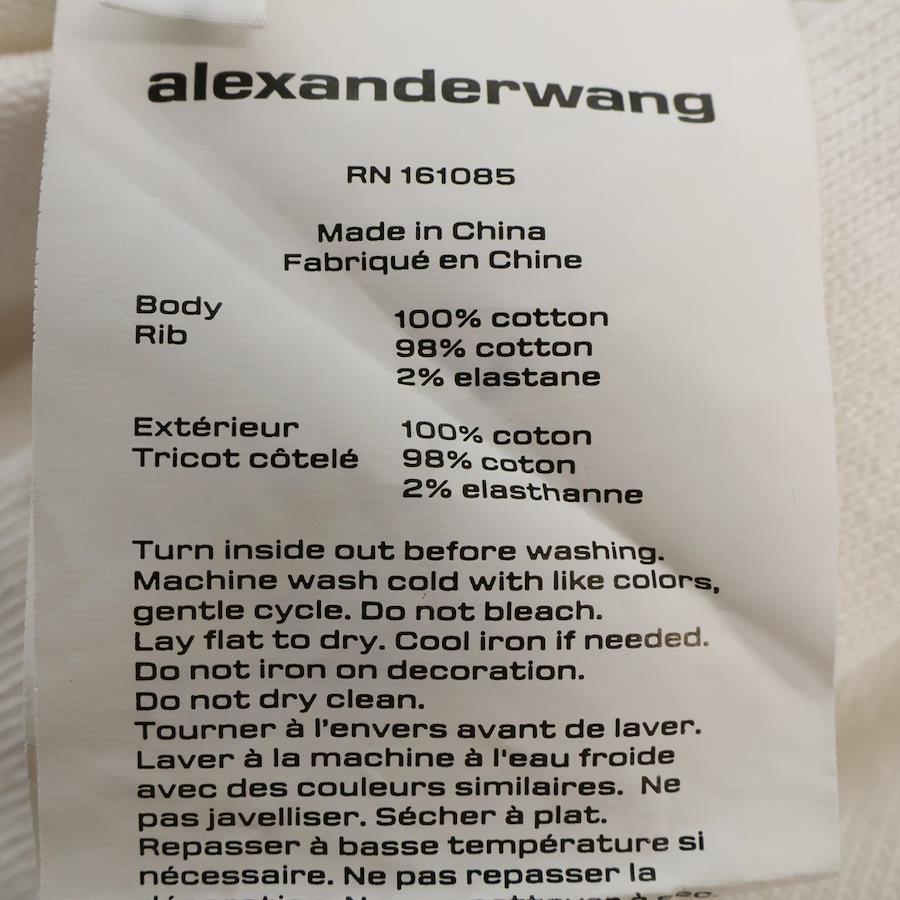 alexanderwang
RN 161085
Made in China
Fabriqué en Chine
Body 100% cotton
Rib 98% cotton
2% elastane
Extérieur 100% coton
Tricot côtelé 98% coton
2% elasthanne
Turn inside out before washing.
Machine wash cold with like colors,
gentle cycle. Do not bleach.
Lay flat to dry. Cool iron if needed.
Do not iron on decoration.
Do not dry clean.
Tourner à l'envers avant de laver.
Laver à la machine à l'eau froide
avec des couleurs similaires. Ne
pas javelliser. Sécher à plat.
Repasser à basse température si
nécessaire. Ne pas repasser la